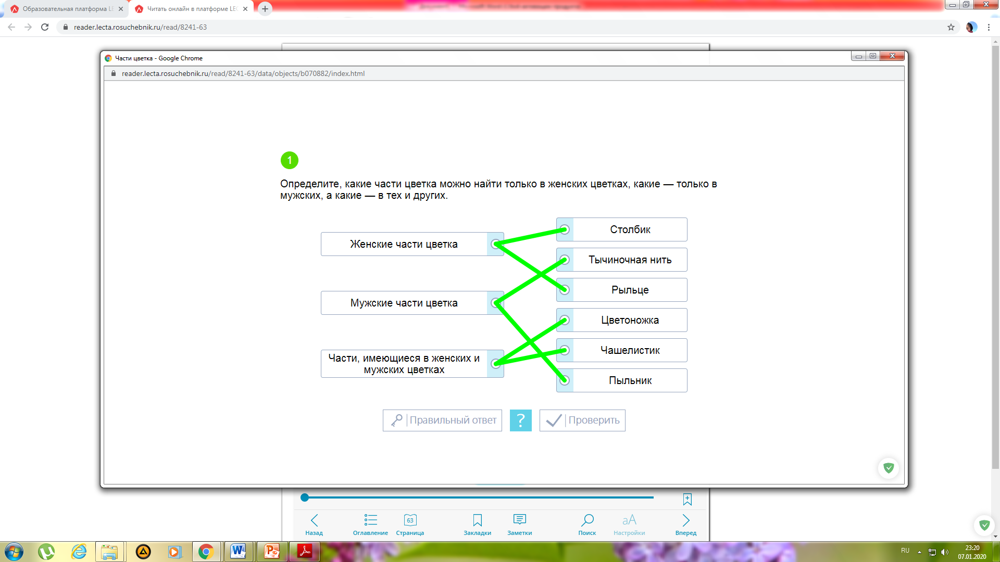 Образовательная платформа LE
Читать онлайн в платформе LEC
reader.lecta.rosuchebnik.ru/read/8241-63
Части цветка - Google Chrome
reader.lecta.rosuchebnik.ru/read/8241-63/data/objects/b070882/index.html
1
Определите, какие части цветка можно найти только в женских цветках, какие — только в
мужских, а какие — в тех и других.
Женские части цветка
Мужские части цветка
Части, имеющиеся в женских и
мужских цветках
Столбик
Тычиночная нить
Рыльце
Цветоножка
Чашелистик
Пыльник
Правильный ответ
?
Проверить
Назад
Оглавление
63
Страница
Закладки
Заметки
Поиск
аА
Настройки
Вперед
RU
23:20
07.01.2020